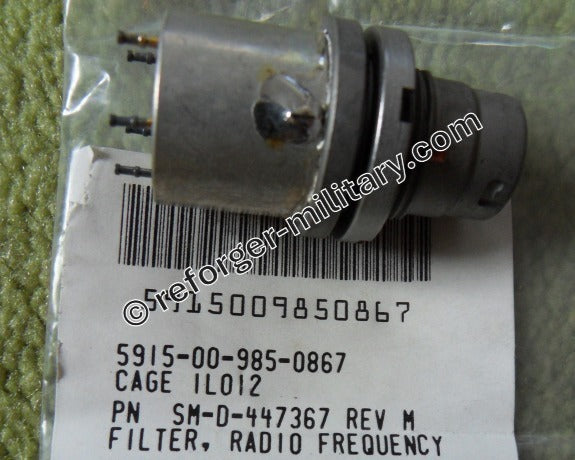 ©reforger-military.com
5915009850867
5915-00-985-0867
CAGE 1L012
PN SM-D-447367 REV M
FILTER, RADIO FREQUENCY